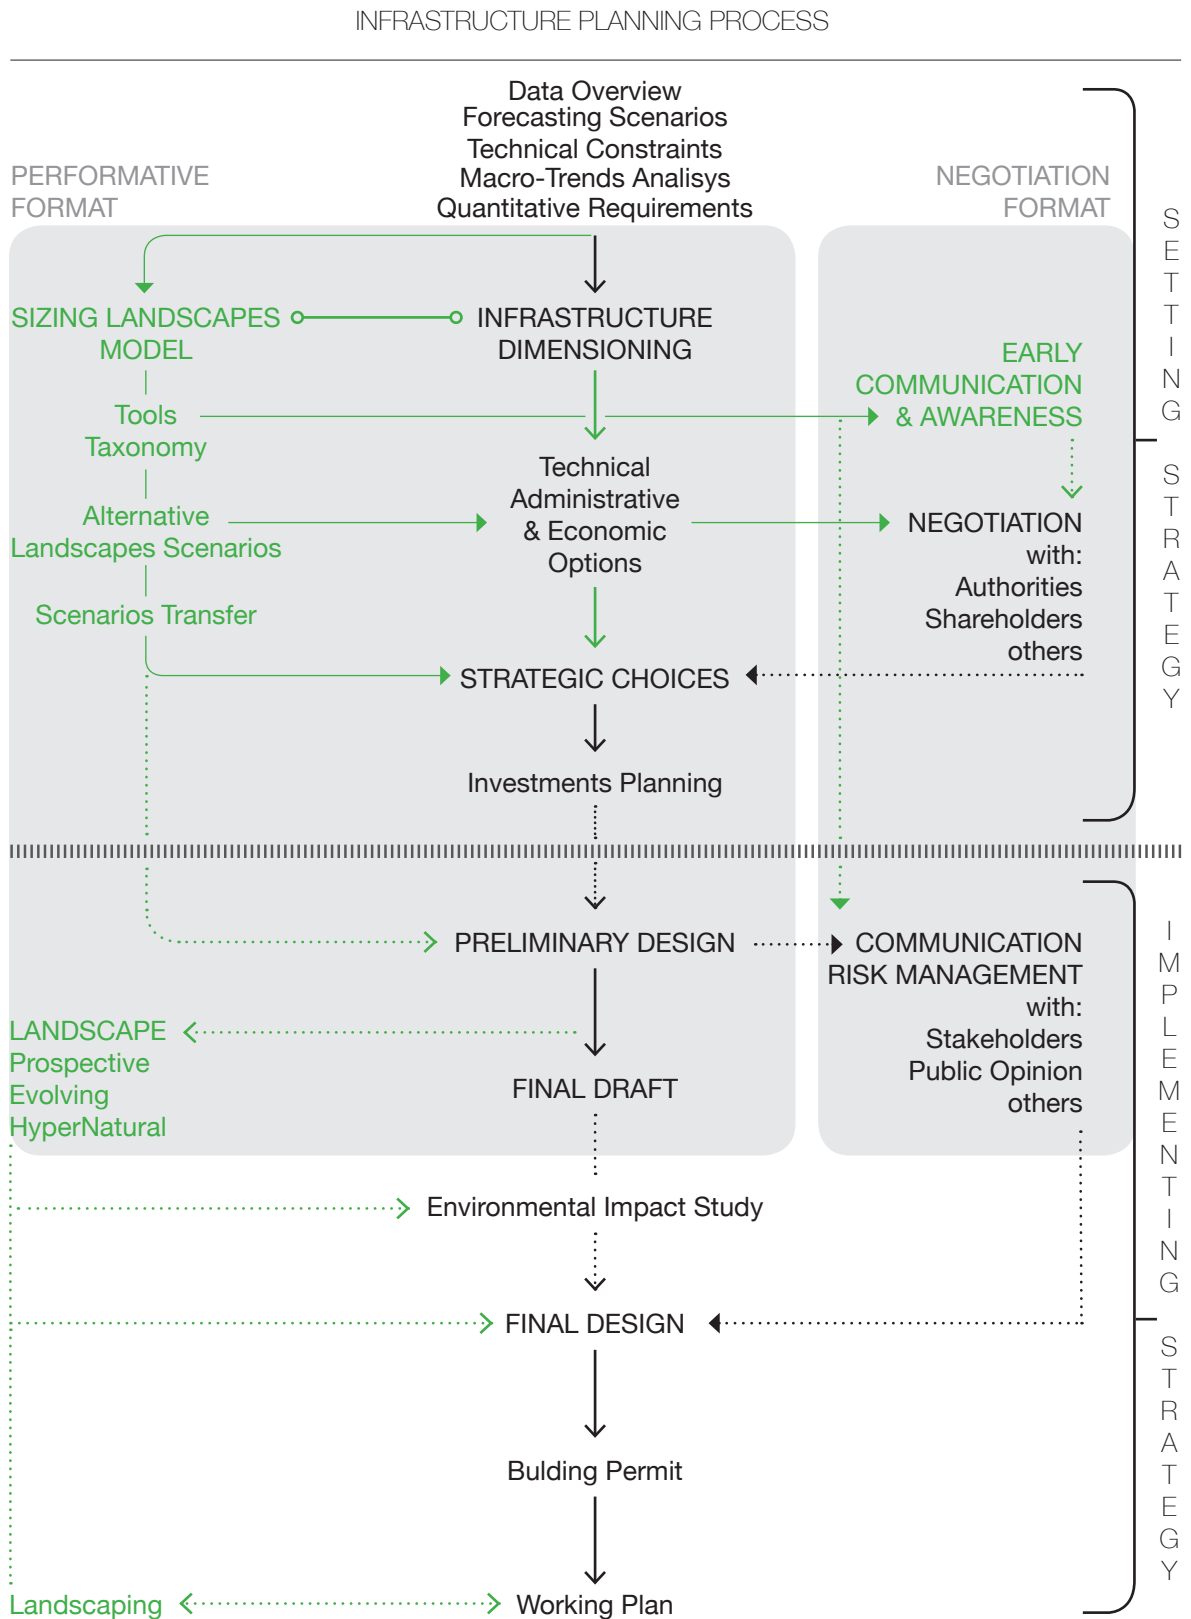 INFRASTRUCTURE PLANNING PROCESS
Data Overview
Forecasting Scenarios
Technical Constraints
Macro-Trends Analisys
Quantitative Requirements
PERFORMATIVE
FORMAT
NEGOTIATION
FORMAT
SIZING LANDSCAPES
MODEL
INFRASTRUCTURE
DIMENSIONING
EARLY
COMMUNICATION
& AWARENESS
Tools
Taxonomy
Technical
Administrative
& Economic
Options
Alternative
Landscapes Scenarios
NEGOTIATION
with:
Authorities
Shareholders
others
Scenarios Transfer
STRATEGIC CHOICES
Investments Planning
SETTING STRATEGY
PRELIMINARY DESIGN
COMMUNICATION
RISK MANAGEMENT
with:
Stakeholders
Public Opinion
others
LANDSCAPE
Prospective
Evolving
HyperNatural
FINAL DRAFT
Environmental Impact Study
FINAL DESIGN
Bulding Permit
Landscaping
Working Plan
IMPLEMENTING STRATEGY